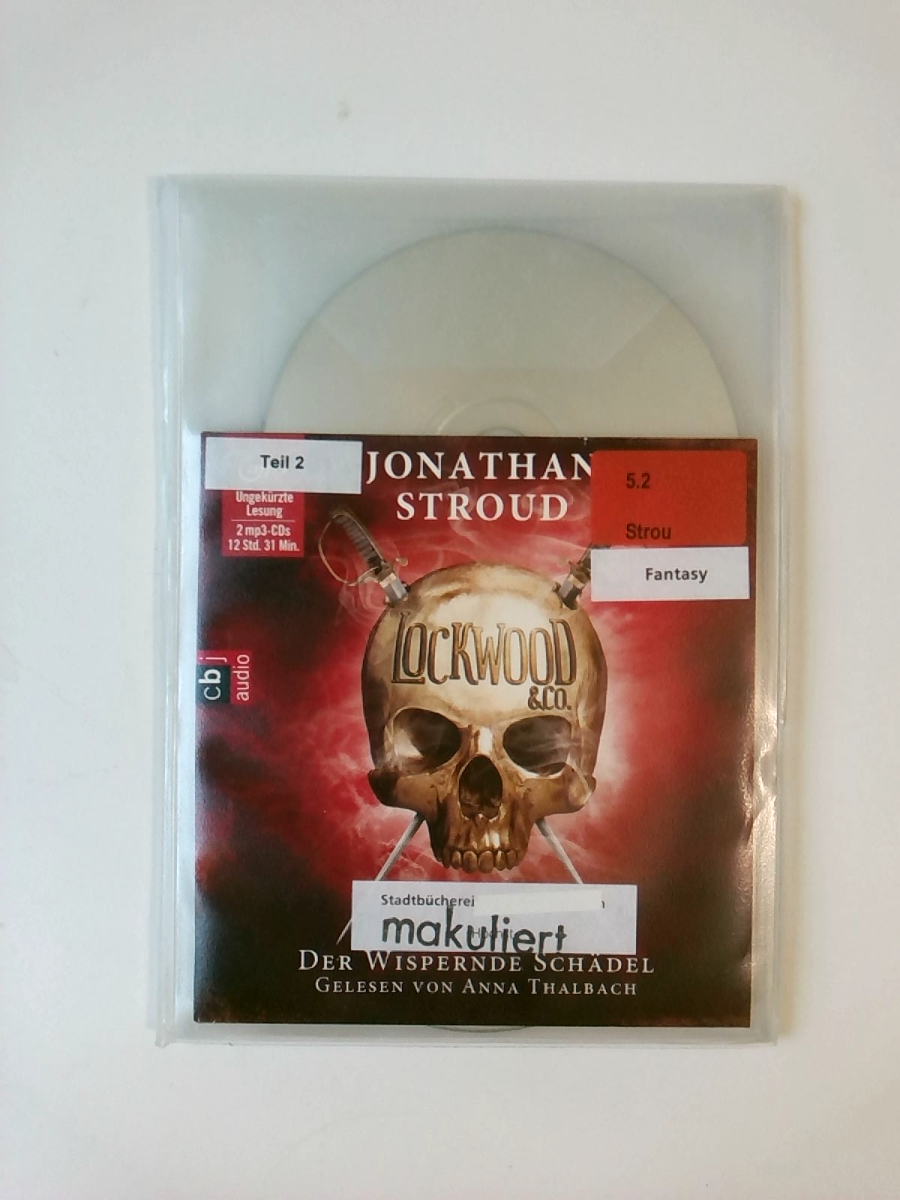 Teil 2
JONATHAN
STROUD
Ungekürzte
Lesung
2 mp3-CDs
12 Std. 31 Min.
5.2
Strou
Fantasy
LOCKWOOD
&CO.
cbj
audio
Stadtbücherei
makuliert
DER WISPERNDE SCHÄDEL
GELESEN VON ANNA THALBACH